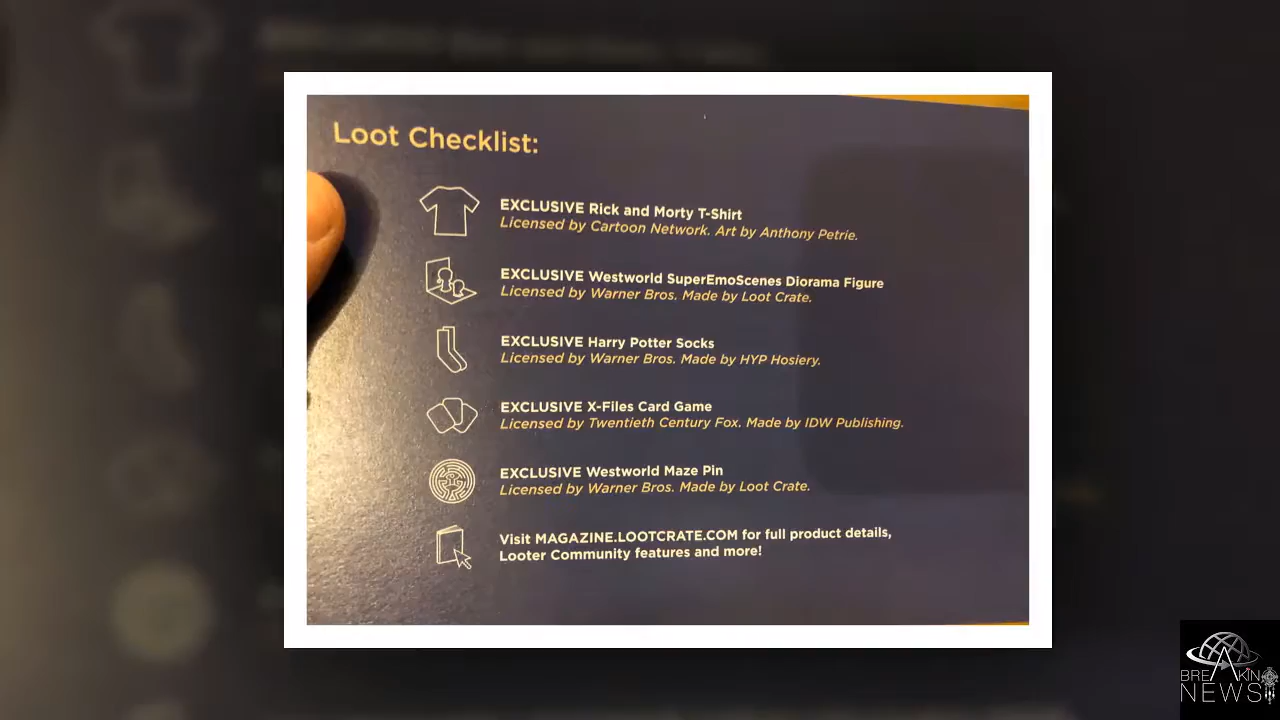 Loot Checklist:
EXCLUSIVE Rick and Morty T-Shirt
Licensed by Cartoon Network. Art by Anthony Petrie.
EXCLUSIVE Westworld SuperEmoScenes Diorama Figure
Licensed by Warner Bros. Made by Loot Crate.
EXCLUSIVE Harry Potter Socks
Licensed by Warner Bros. Made by HYP Hosiery.
EXCLUSIVE X-Files Card Game
Licensed by Twentieth Century Fox. Made by IDW Publishing.
EXCLUSIVE Westworld Maze Pin
Licensed by Warner Bros. Made by Loot Crate.
Visit MAGAZINE.LOOTCRATE.COM for full product details,
Looter Community features and more!
BREAKING
NEWS